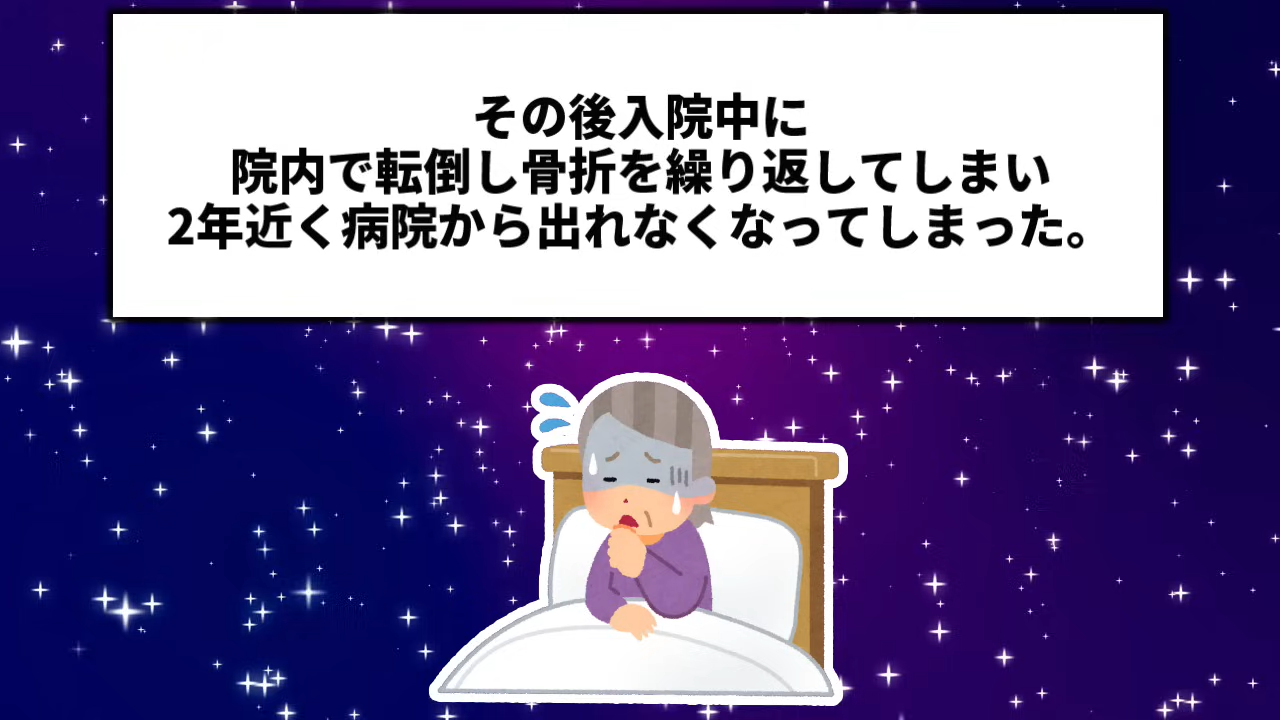 その後入院中に
院内で転倒し骨折を繰り返してしまい
2年近く病院から出れなくなってしまった。